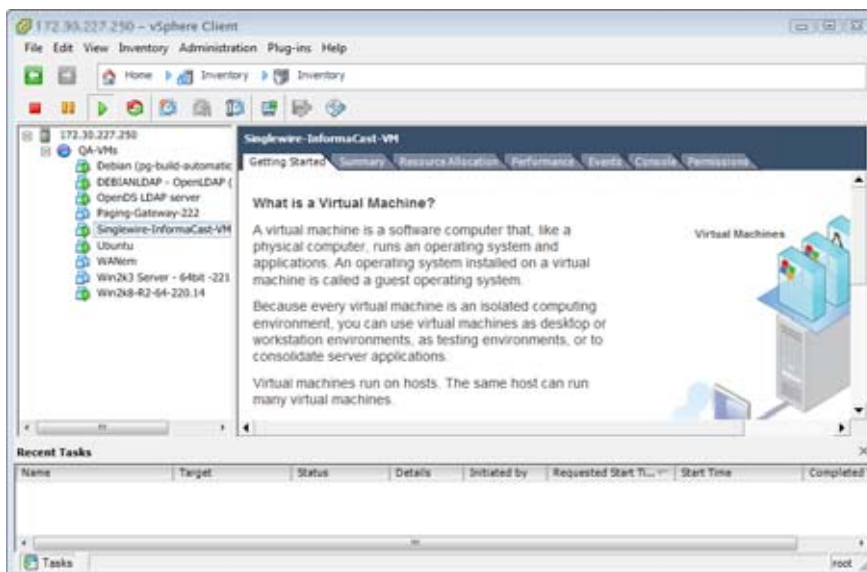 172.30.227.250 - vSphere Client
File Edit View Inventory Administration Plug-ins Help
Home Inventory Inventory
172.30.227.250
QA-VMs
Debian (pg-build-automatic
DEBIANLDAP - OpenLDAP (
OpenDS LDAP server
Paging-Gateway-222
Singlewire-InformaCast-VM
Ubuntu
WANem
Win2k3 Server - 64bit -221
Win2k8-R2-64-220.14
Singlewire-InformaCast-VM
Getting Started Summary Resource Allocation Performance Events Console Permissions
What is a Virtual Machine?
A virtual machine is a software computer that, like a
physical computer, runs an operating system and
applications. An operating system installed on a virtual
machine is called a guest operating system.
Because every virtual machine is an isolated computing
environment, you can use virtual machines as desktop or
workstation environments, as testing environments, or to
consolidate server applications.
Virtual machines run on hosts. The same host can run
many virtual machines.
Virtual Machines
Recent Tasks
Name Target Status Details Initiated by Requested Start Ti... Start Time Completed
Tasks root